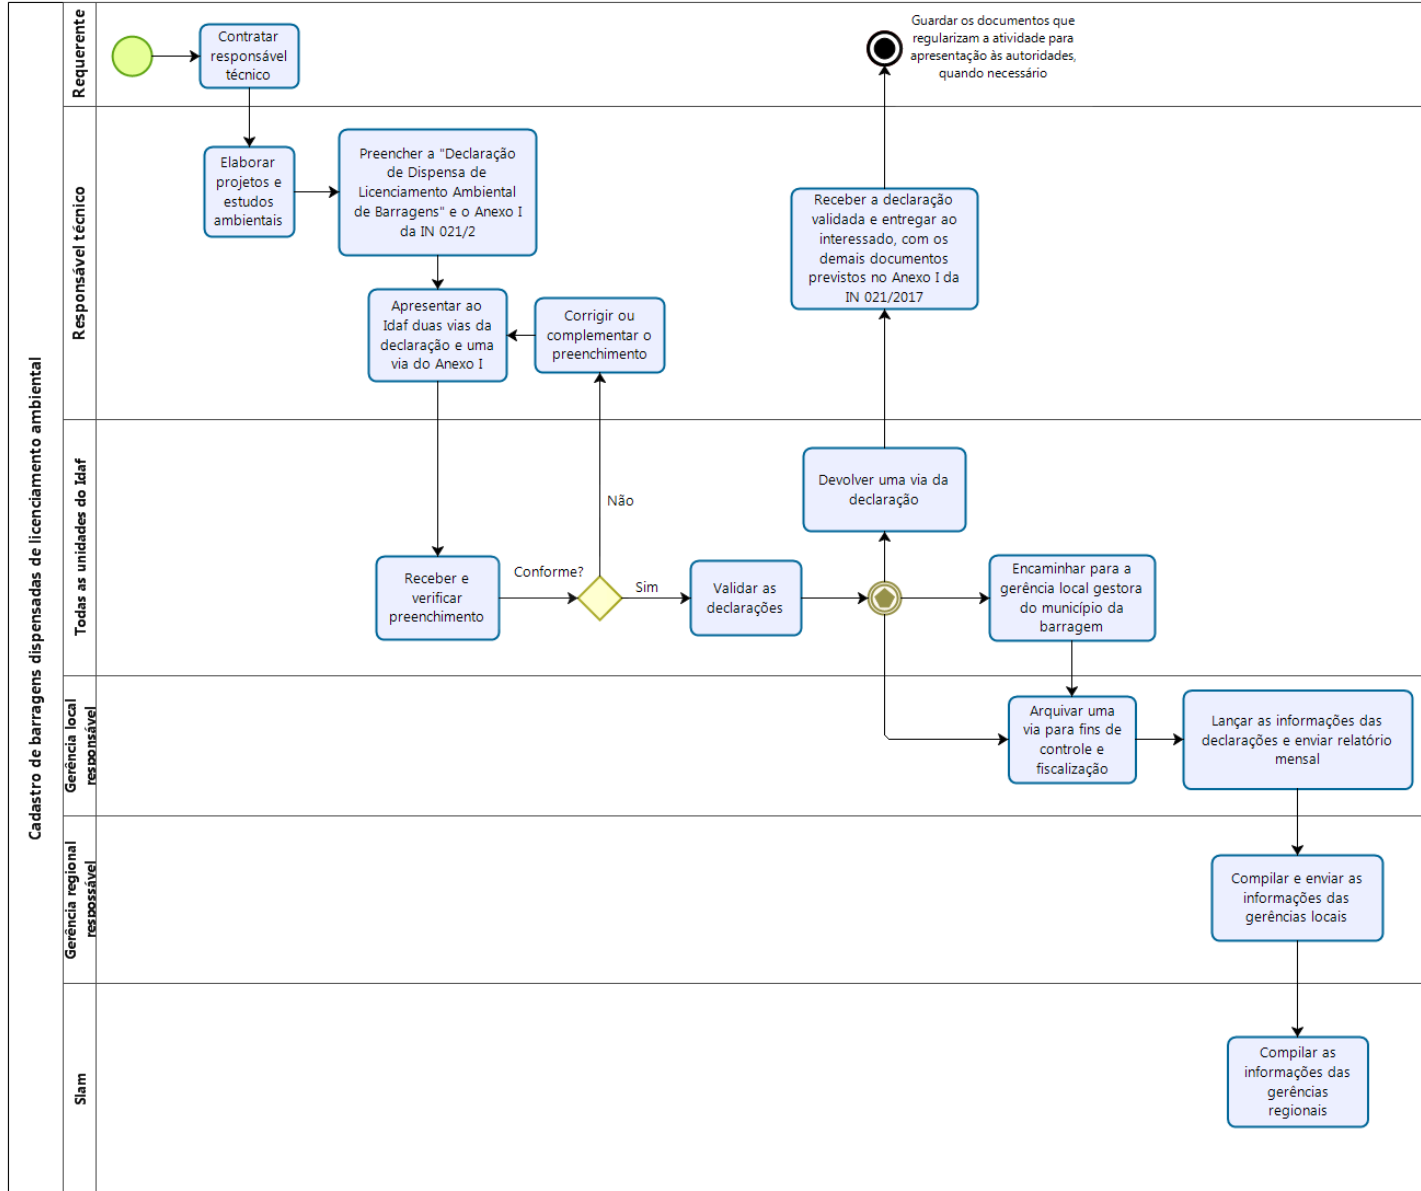 Cadastro de barragens dispensadas de licenciamento ambiental
Requerente
Contratar
responsável
técnico
Guardar os documentos que
regularizam a atividade para
apresentação às autoridades,
quando necessário
Responsável técnico
Elaborar
projetos e
estudos
ambientais
Preencher a "Declaração
de Dispensa de
Licenciamento Ambiental
de Barragens" e o Anexo I
da IN 021/2
Apresentar ao
Idaf duas vias da
declaração e uma
via do Anexo I
Corrigir ou
complementar o
preenchimento
Receber a declaração
validada e entregar ao
interessado, com os
demais documentos
previstos no Anexo I da
IN 021/2017
Todas as unidades do Idaf
Receber e
verificar
preenchimento
Conforme?
Não
Sim
Validar as
declarações
Devolver uma via da
declaração
Encaminhar para a
gerência local gestora
do município da
barragem
Gerência local
responsável
Arquivar uma
via para fins de
controle e
fiscalização
Lançar as informações das
declarações e enviar relatório
mensal
Gerência regional
respossável
Compilar e enviar as
informações das
gerências locais
Slam
Compilar as
informações das
gerências
regionais